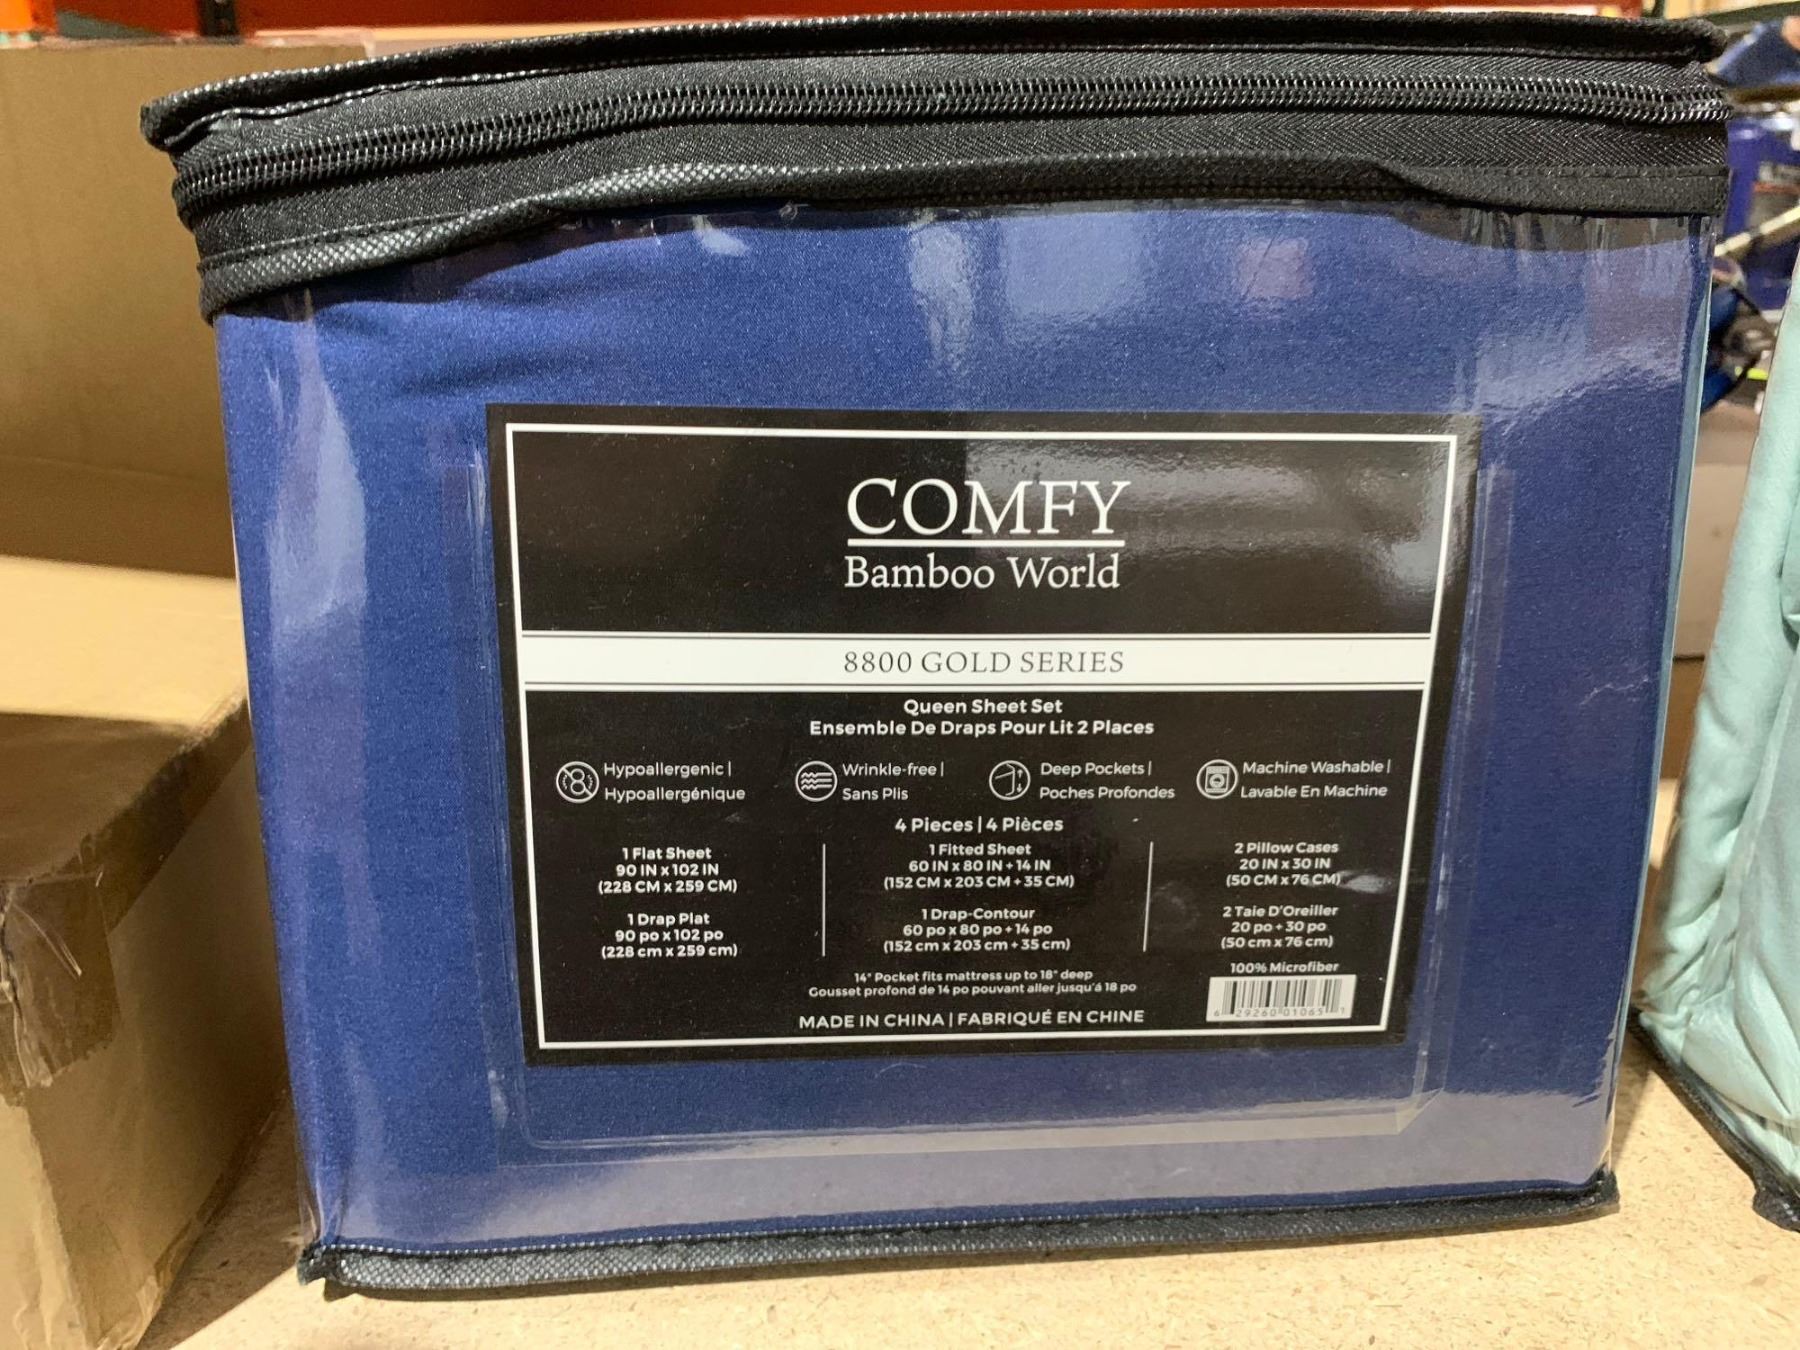 COMFY
Bamboo World
8800 GOLD SERIES
Queen Sheet Set
Ensemble De Draps Pour Lit 2 Places
Hypoallergenic |
Hypoallergénique
Wrinkle-free |
Sans Plis
Deep Pockets |
Poches Profondes
Machine Washable |
Lavable En Machine
4 Pieces | 4 Pièces
1 Flat Sheet
90 IN x 102 IN
(228 CM x 259 CM)
1 Drap Plat
90 po x 102 po
(228 cm x 259 cm)
1 Fitted Sheet
60 IN x 80 IN + 14 IN
(152 CM x 203 CM + 35 CM)
1 Drap-Contour
60 po x 80 po + 14 po
(152 cm x 203 cm + 35 cm)
2 Pillow Cases
20 IN x 30 IN
(50 CM x 76 CM)
2 Taie D'Oreiller
20 po + 30 po
(50 cm x 76 cm)
14" Pocket fits mattress up to 18" deep
Gousset profond de 14 po pouvant aller jusqu'á 18 po
100% Microfiber
6 29260 01065 1
MADE IN CHINA | FABRIQUÉ EN CHINE